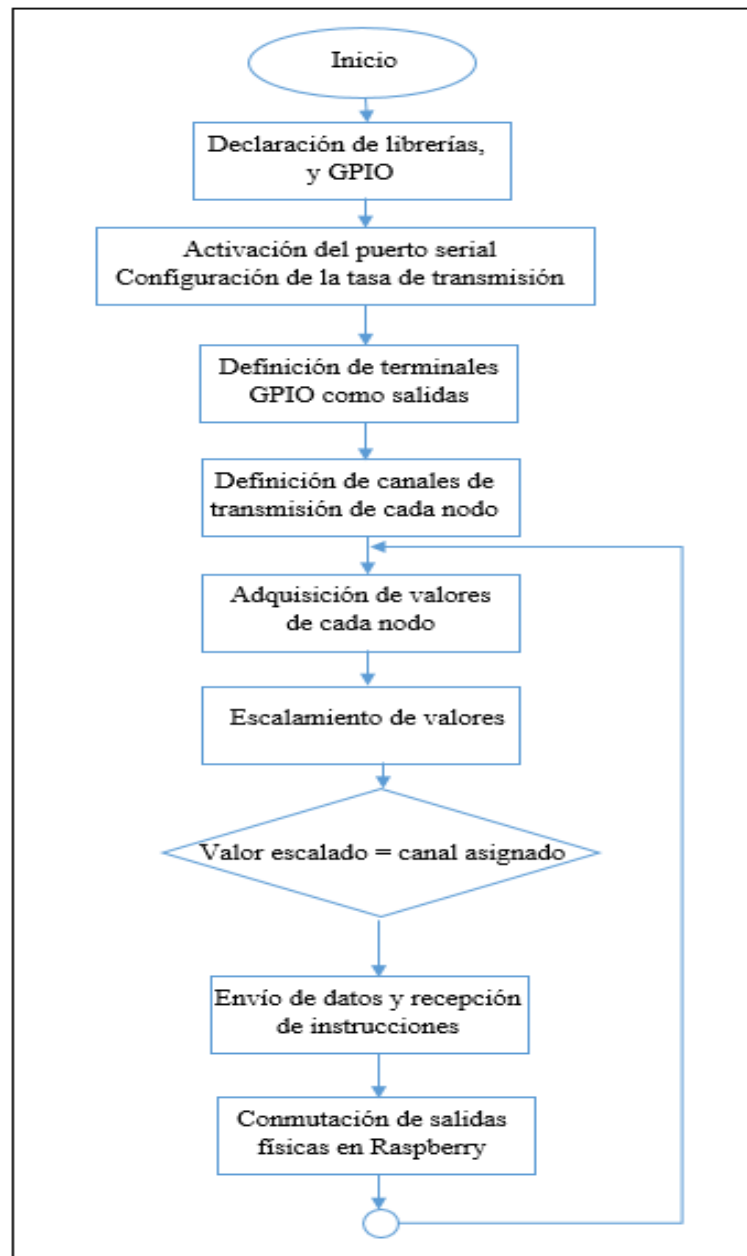 Inicio
Declaración de librerías,
y GPIO
Activación del puerto serial
Configuración de la tasa de transmisión
Definición de terminales
GPIO como salidas
Definición de canales de
transmisión de cada nodo
Adquisición de valores
de cada nodo
Escalamiento de valores
Valor escalado = canal asignado
Envío de datos y recepción
de instrucciones
Conmutación de salidas
físicas en Raspberry